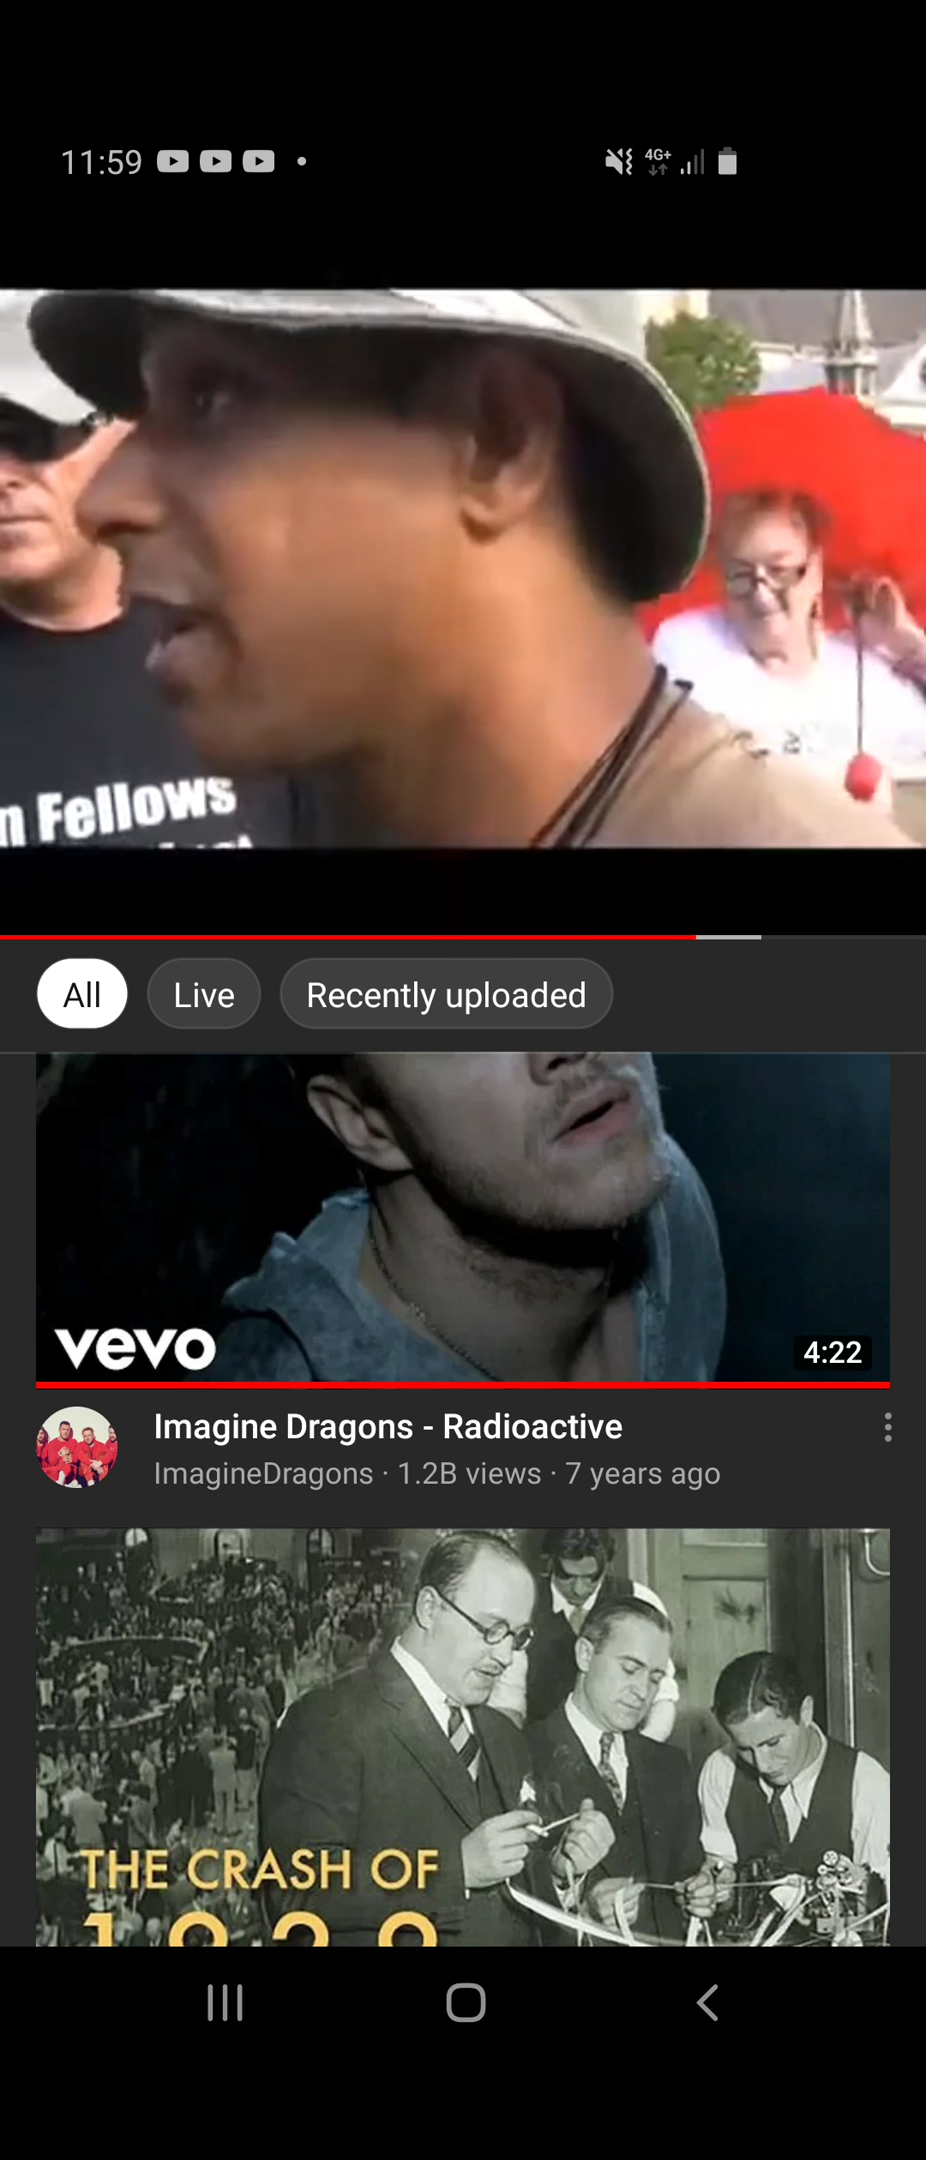 11:59
4G+
n Fellows
All
Live
Recently uploaded
vevo
4:22
Imagine Dragons - Radioactive
ImagineDragons · 1.2B views · 7 years ago
THE CRASH OF
1929